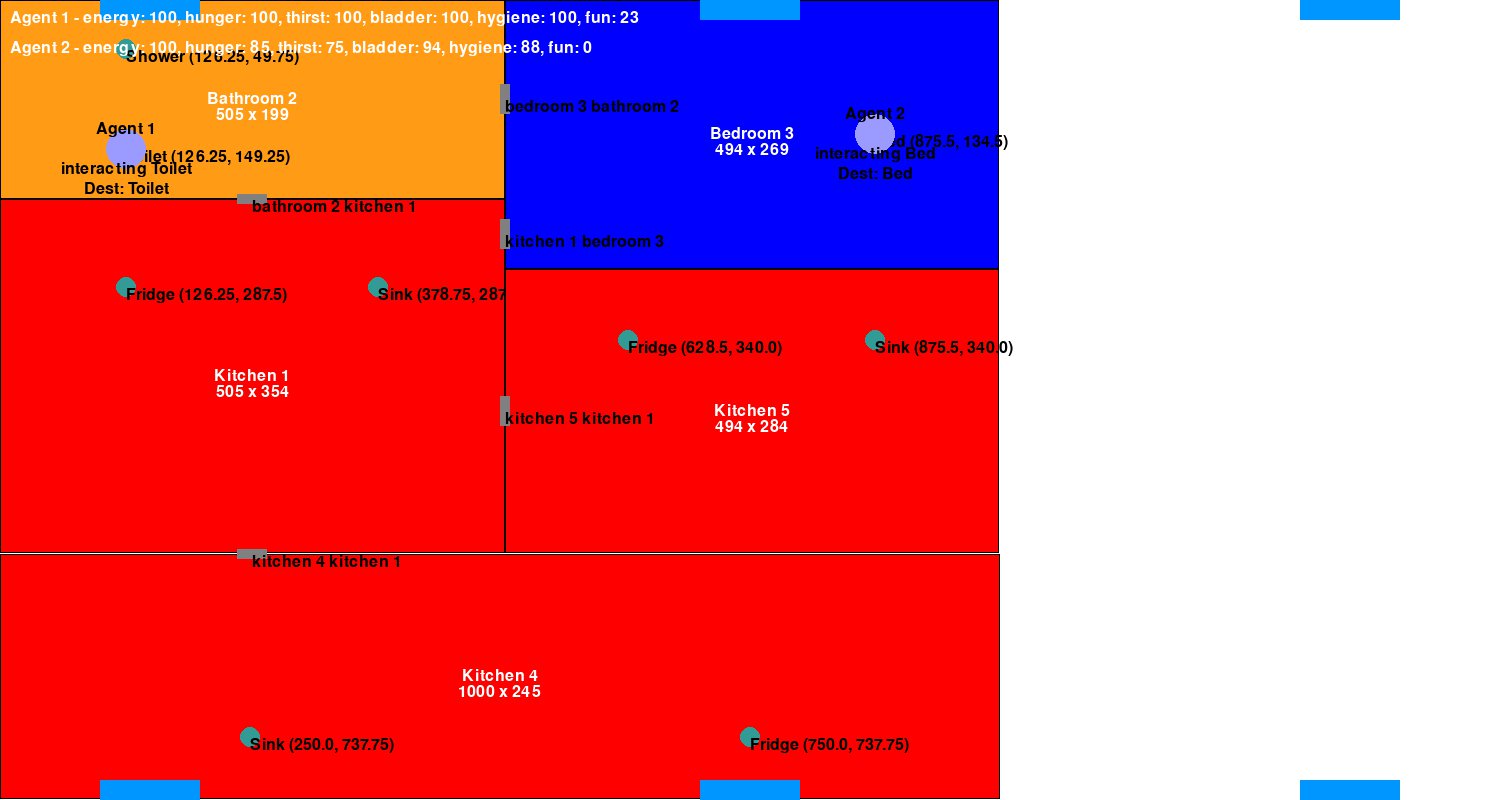 Agent 1 - energy: 100, hunger: 100, thirst: 100, bladder: 100, hygiene: 100, fun: 23
Agent 2 - energy: 100, hunger: 85, thirst: 75, bladder: 94, hygiene: 88, fun: 0
Shower (126.25, 49.75)
Bathroom 2
505 x 199
bedroom 3 bathroom 2
Agent 1
ilet (126.25, 149.25)
interacting Toilet
Dest: Toilet
Agent 2
Bedroom 3
494 x 269
d (875.5, 134.5)
interacting Bed
Dest: Bed
bathroom 2 kitchen 1
kitchen 1 bedroom 3
Fridge (126.25, 287.5)
Sink (378.75, 287
Fridge (628.5, 340.0)
Sink (875.5, 340.0)
Kitchen 1
505 x 354
Kitchen 5
494 x 284
kitchen 5 kitchen 1
kitchen 4 kitchen 1
Kitchen 4
1000 x 245
Sink (250.0, 737.75)
Fridge (750.0, 737.75)